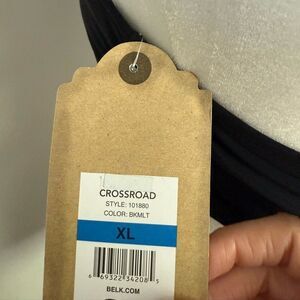 CROSSROAD
STYLE: 101880
COLOR: BKMLT
XL
6 69322 34208 5
BELK.COM